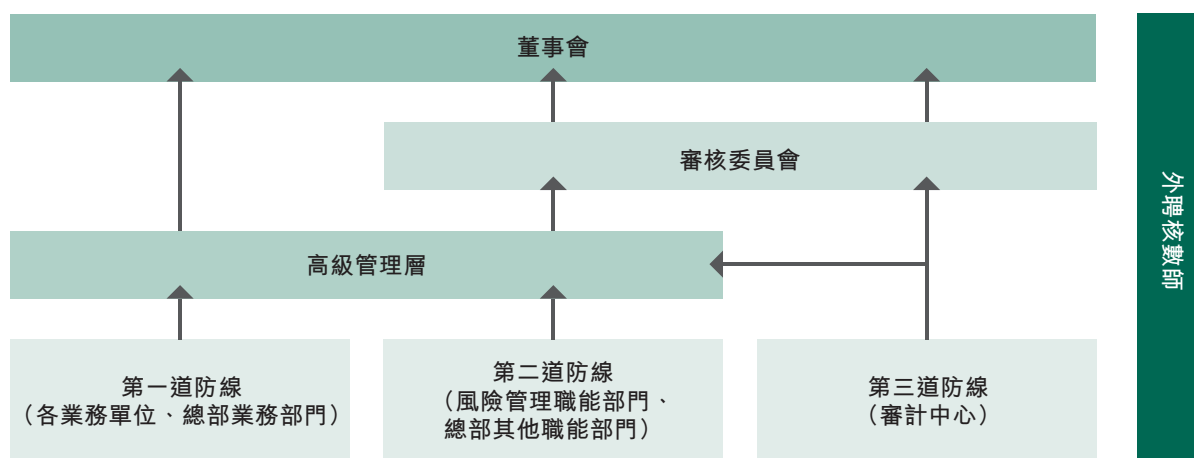 董事會
審核委員會
高級管理層
第一道防線
（各業務單位、總部業務部門）
第二道防線
（風險管理職能部門、
總部其他職能部門）
第三道防線
（審計中心）
外聘核數師